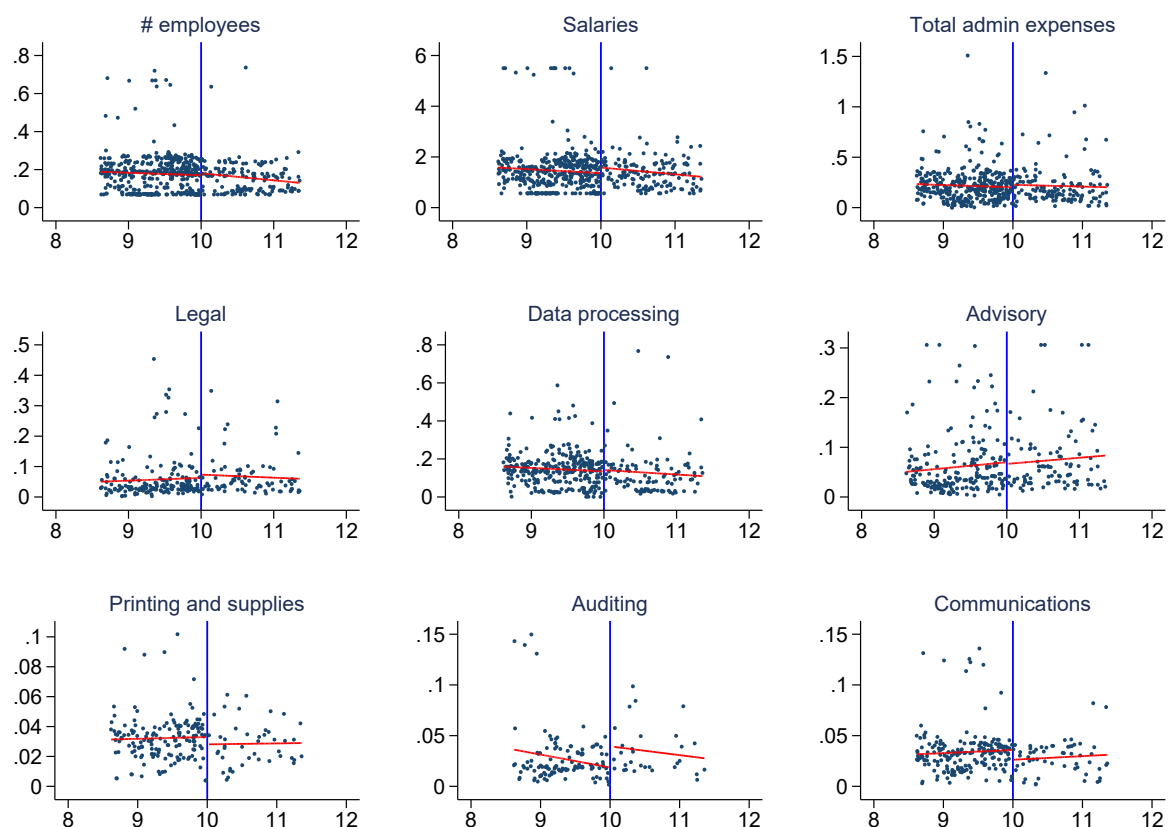 # employees Salaries Total admin expenses
.8 6 1.5
.6 4 1
.4 2 .5
.2 0 0
0
8 9 10 11 12 8 9 10 11 12 8 9 10 11 12
Legal Data processing Advisory
.5 .8 .3
.4 .6 .2
.3 .4 .1
.2 .2 0
.1 0
0
8 9 10 11 12 8 9 10 11 12 8 9 10 11 12
Printing and supplies Auditing Communications
.1 .15 .15
.08 .1 .1
.06 .05 .05
.04 0 0
.02
0
8 9 10 11 12 8 9 10 11 12 8 9 10 11 12